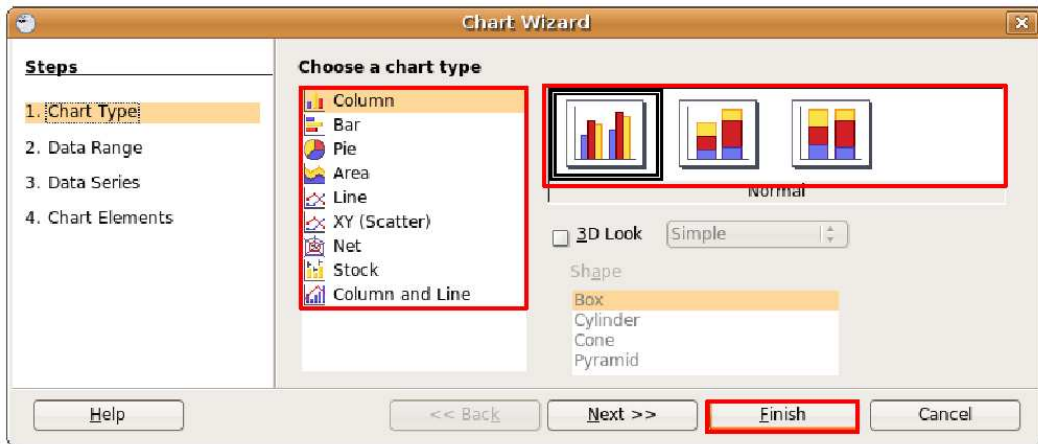 Chart Wizard
Steps
1. Chart Type
2. Data Range
3. Data Series
4. Chart Elements
Choose a chart type
Column
Bar
Pie
Area
Line
XY (Scatter)
Net
Stock
Column and Line
Normal
3D Look
Simple
Shape
Box
Cylinder
Cone
Pyramid
Help
<< Back
Next >>
Finish
Cancel